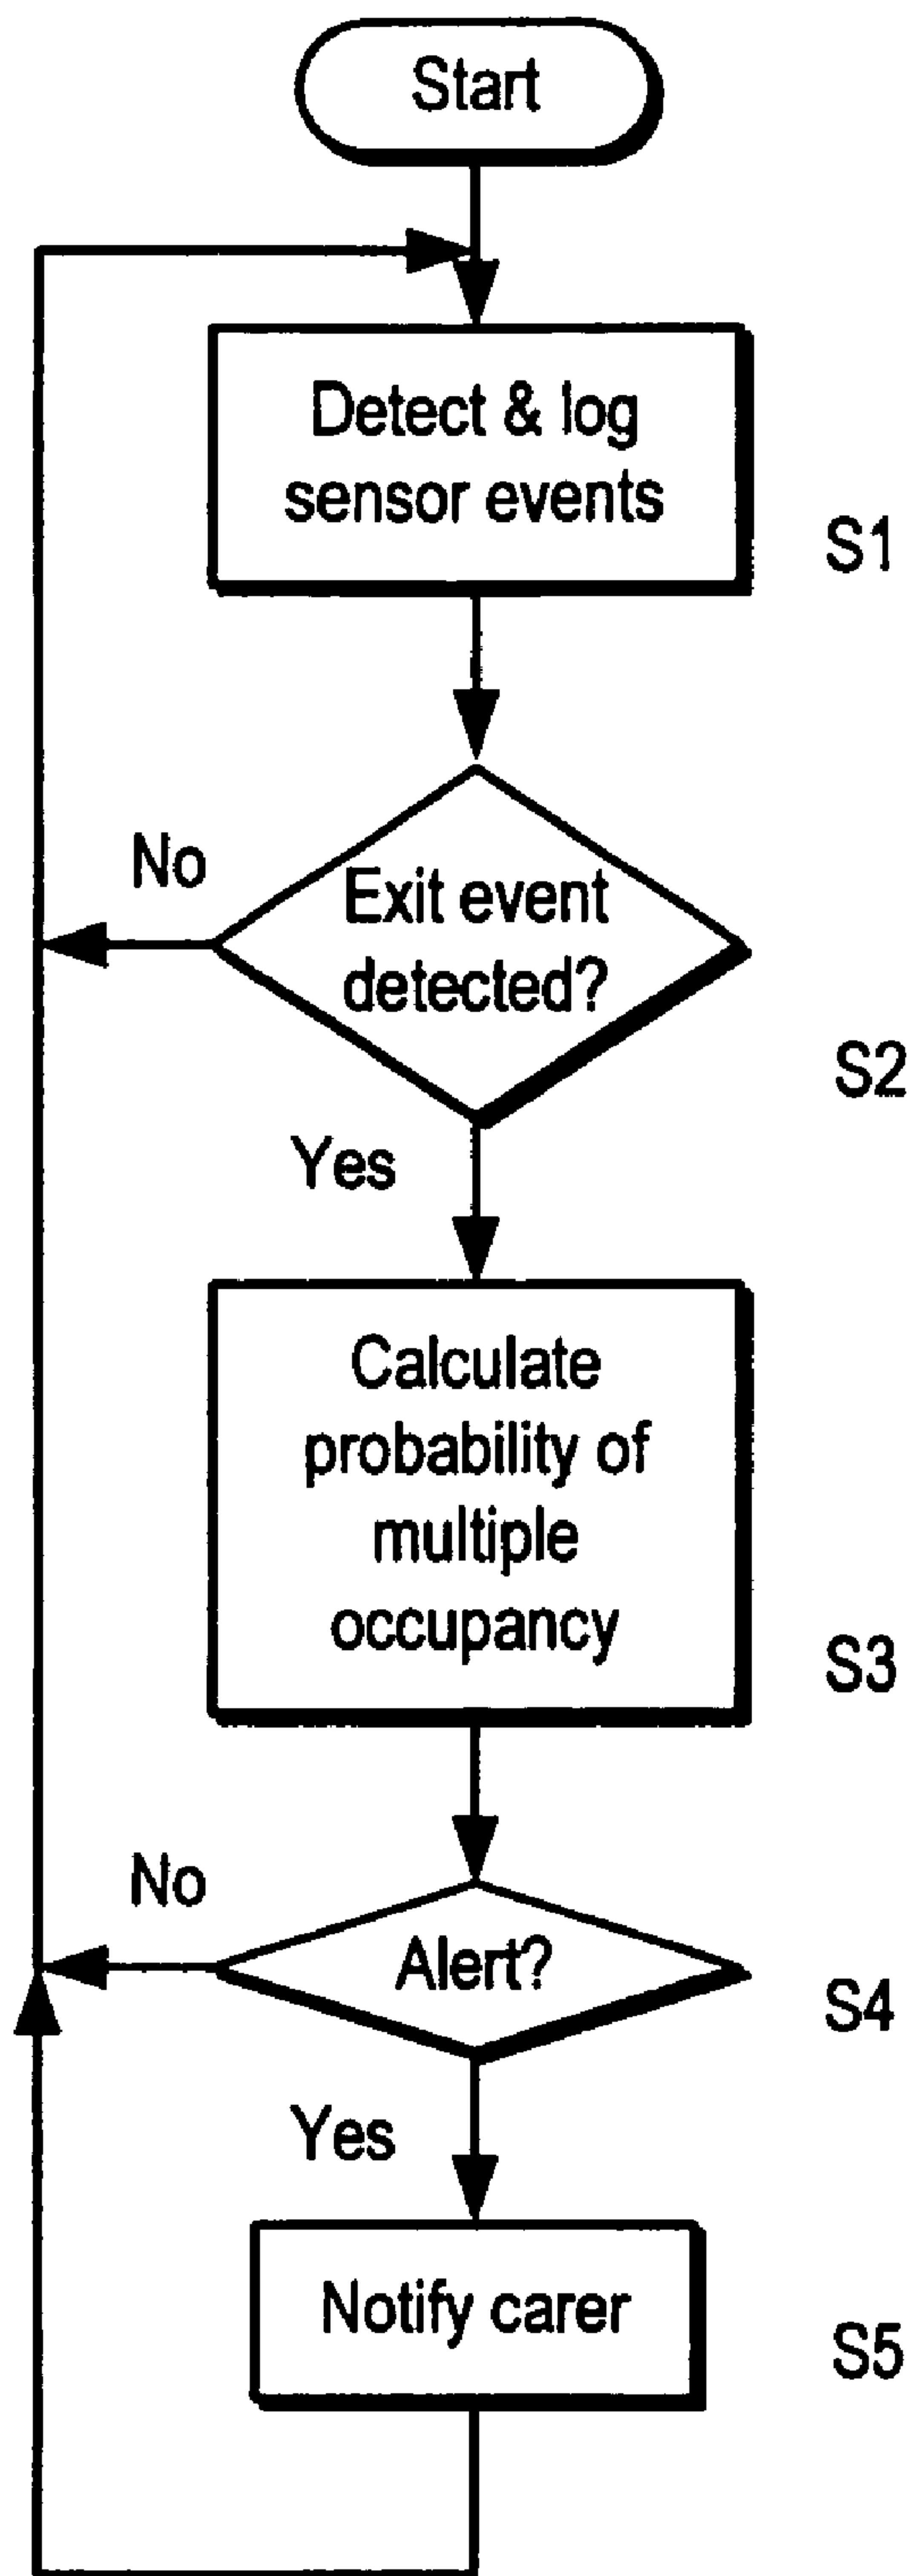 Start
Detect & log
sensor events
S1
No
Exit event
detected?
S2
Yes
Calculate
probability of
multiple
occupancy
S3
No
Alert?
S4
Yes
Notify carer
S5